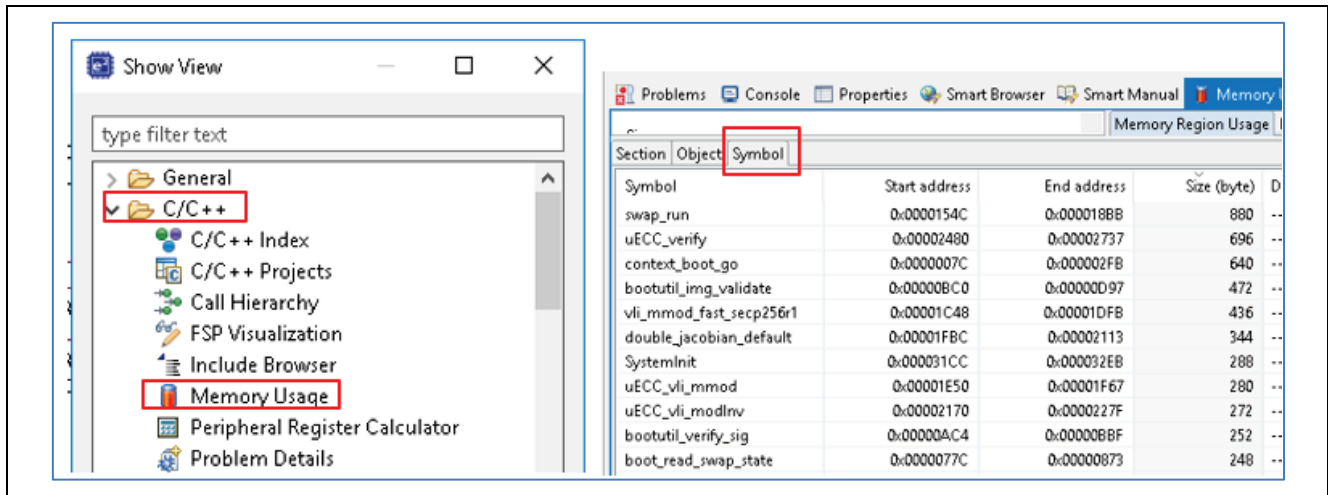 Show View
type filter text
General
C/C++
C/C++ Index
C/C++ Projects
Call Hierarchy
FSP Visualization
Include Browser
Memory Usage
Peripheral Register Calculator
Problem Details
Problems Console Properties Smart Browser Smart Manual Memory
Memory Region Usage
Section Object Symbol
Symbol Start address End address Size (byte) D
swap_run 0x0000154C 0x000018BB 880 --
uECC_verify 0x00002480 0x00002737 696 --
context_boot_go 0x0000007C 0x000002FB 640 --
bootutil_img_validate 0x00000BC0 0x00000D97 472 --
vli_mmod_fast_secp256r1 0x00001C48 0x00001DFB 436 --
double_jacobian_default 0x00001FBC 0x00002113 344 --
SystemInit 0x000031CC 0x000032EB 288 --
uECC_vli_mmod 0x00001E50 0x00001F67 280 --
uECC_vli_modInv 0x00002170 0x0000227F 272 --
bootutil_verify_sig 0x00000AC4 0x00000BBF 252 --
boot_read_swap_state 0x0000077C 0x00000873 248 --